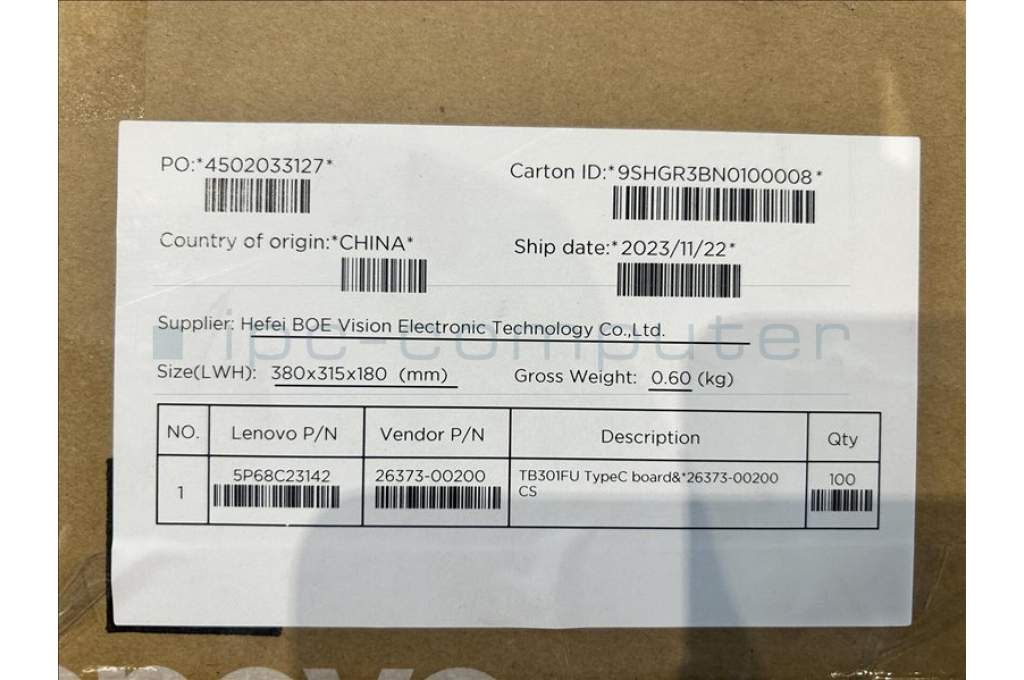 PO:*4502033127*
Carton ID:*9SHGR3BN0100008*
Country of origin:*CHINA*
Ship date:*2023/11/22*
Supplier: Hefei BOE Vision Electronic Technology Co.,Ltd.
ipc-computer
Size(LWH): 380x315x180 (mm)
Gross Weight: 0.60 (kg)
NO. Lenovo P/N Vendor P/N Description Qty
1 5P68C23142 26373-00200 TB301FU TypeC board&*26373-00200 100
CS